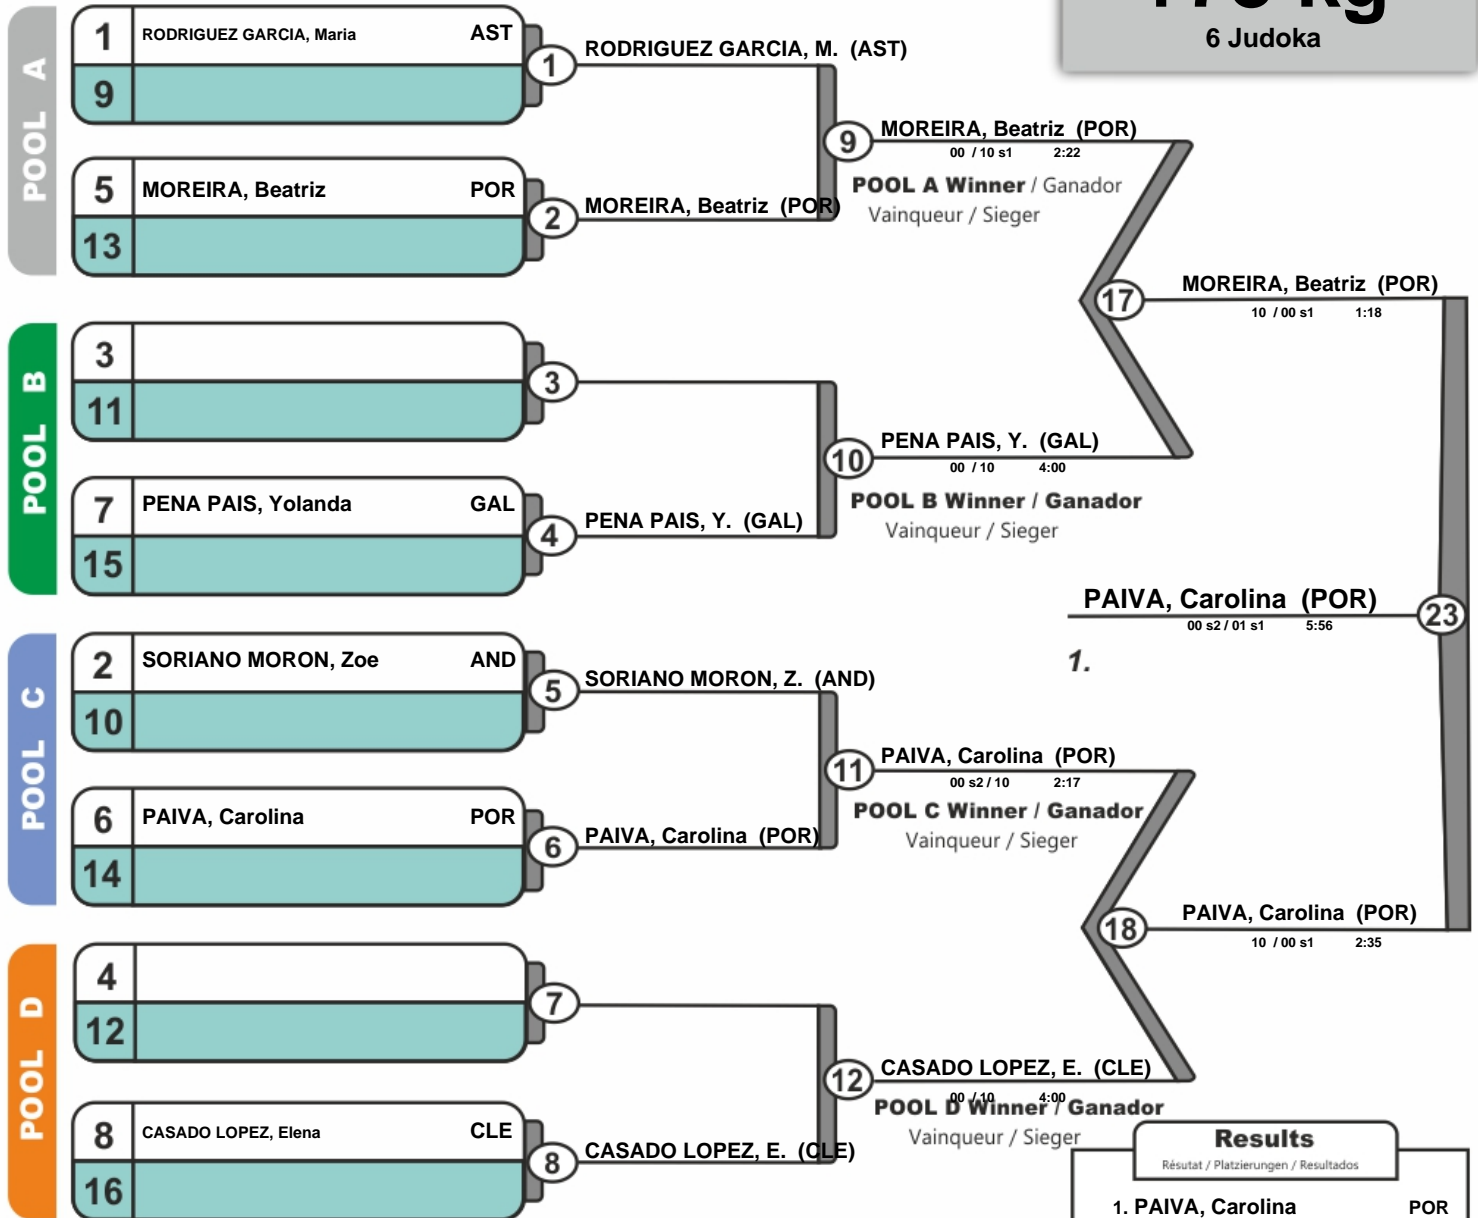 6 Judoka
POOL A
1 RODRIGUEZ GARCIA, Maria AST
9
1
RODRIGUEZ GARCIA, M. (AST)
5 MOREIRA, Beatriz POR
13
2
MOREIRA, Beatriz (POR)
9
MOREIRA, Beatriz (POR)
00 / 10 s1 2:22
POOL A Winner / Ganador
Vainqueur / Sieger
POOL B
3
11
3
7 PENA PAIS, Yolanda GAL
15
4
PENA PAIS, Y. (GAL)
10
PENA PAIS, Y. (GAL)
00 / 10 4:00
POOL B Winner / Ganador
Vainqueur / Sieger
17
MOREIRA, Beatriz (POR)
10 / 00 s1 1:18
PAIVA, Carolina (POR)
00 s2 / 01 s1 5:56
23
1.
POOL C
2 SORIANO MORON, Zoe AND
10
5
SORIANO MORON, Z. (AND)
6 PAIVA, Carolina POR
14
6
PAIVA, Carolina (POR)
11
PAIVA, Carolina (POR)
00 s2 / 10 2:17
POOL C Winner / Ganador
Vainqueur / Sieger
18
PAIVA, Carolina (POR)
10 / 00 s1 2:35
POOL D
4
12
7
8 CASADO LOPEZ, Elena CLE
16
8
CASADO LOPEZ, E. (CLE)
12
CASADO LOPEZ, E. (CLE)
00 / 10 4:00
POOL D Winner / Ganador
Vainqueur / Sieger
Results
Résutat / Platzierungen / Resultados
1. PAIVA, Carolina POR